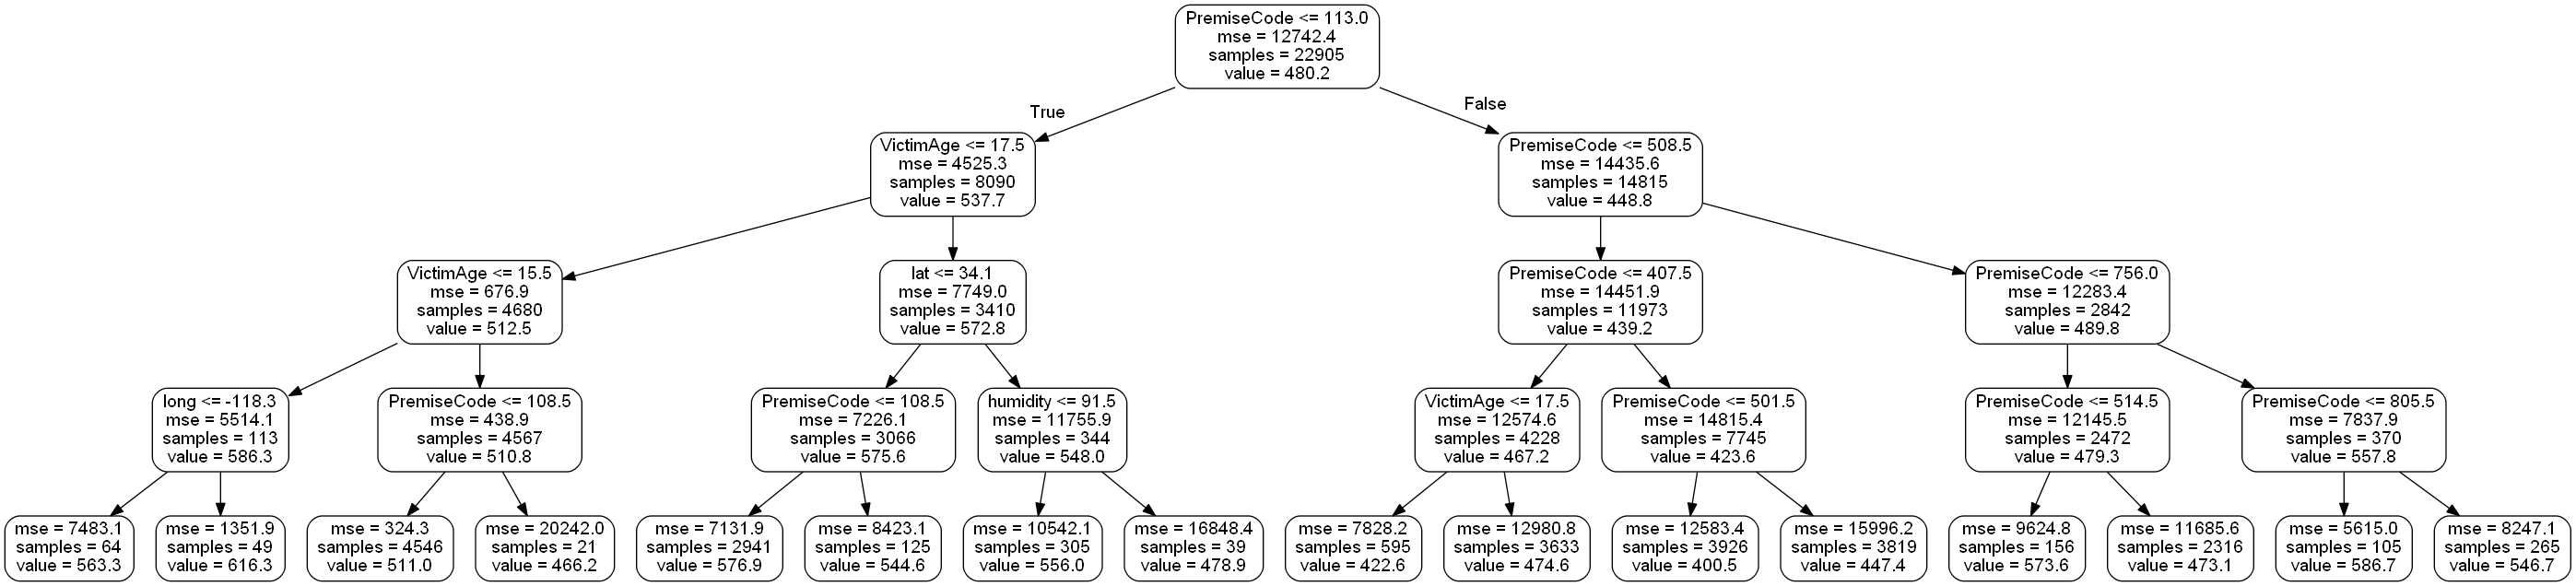 PremiseCode <= 113.0
mse = 12742.4
samples = 22905
value = 480.2
True
False
VictimAge <= 17.5
mse = 4525.3
samples = 8090
value = 537.7
PremiseCode <= 508.5
mse = 14435.6
samples = 14815
value = 448.8
VictimAge <= 15.5
mse = 676.9
samples = 4680
value = 512.5
lat <= 34.1
mse = 7749.0
samples = 3410
value = 572.8
PremiseCode <= 407.5
mse = 14451.9
samples = 11973
value = 439.2
PremiseCode <= 756.0
mse = 12283.4
samples = 2842
value = 489.8
long <= -118.3
mse = 5514.1
samples = 113
value = 586.3
PremiseCode <= 108.5
mse = 438.9
samples = 4567
value = 510.8
PremiseCode <= 108.5
mse = 7226.1
samples = 3066
value = 575.6
humidity <= 91.5
mse = 11755.9
samples = 344
value = 548.0
VictimAge <= 17.5
mse = 12574.6
samples = 4228
value = 467.2
PremiseCode <= 501.5
mse = 14815.4
samples = 7745
value = 423.6
PremiseCode <= 514.5
mse = 12145.5
samples = 2472
value = 479.3
PremiseCode <= 805.5
mse = 7837.9
samples = 370
value = 557.8
mse = 7483.1
samples = 64
value = 563.3
mse = 1351.9
samples = 49
value = 616.3
mse = 324.3
samples = 4546
value = 511.0
mse = 20242.0
samples = 21
value = 466.2
mse = 7131.9
samples = 2941
value = 576.9
mse = 8423.1
samples = 125
value = 544.6
mse = 10542.1
samples = 305
value = 556.0
mse = 16848.4
samples = 39
value = 478.9
mse = 7828.2
samples = 595
value = 422.6
mse = 12980.8
samples = 3633
value = 474.6
mse = 12583.4
samples = 3926
value = 400.5
mse = 15996.2
samples = 3819
value = 447.4
mse = 9624.8
samples = 156
value = 573.6
mse = 11685.6
samples = 2316
value = 473.1
mse = 5615.0
samples = 105
value = 586.7
mse = 8247.1
samples = 265
value = 546.7